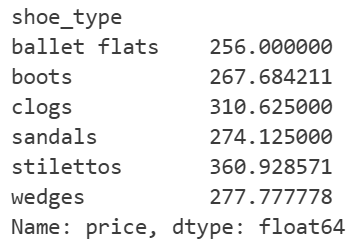 shoe_type
ballet flats    256.000000
boots           267.684211
clogs           310.625000
sandals         274.125000
stilettos       360.928571
wedges          277.777778
Name: price, dtype: float64